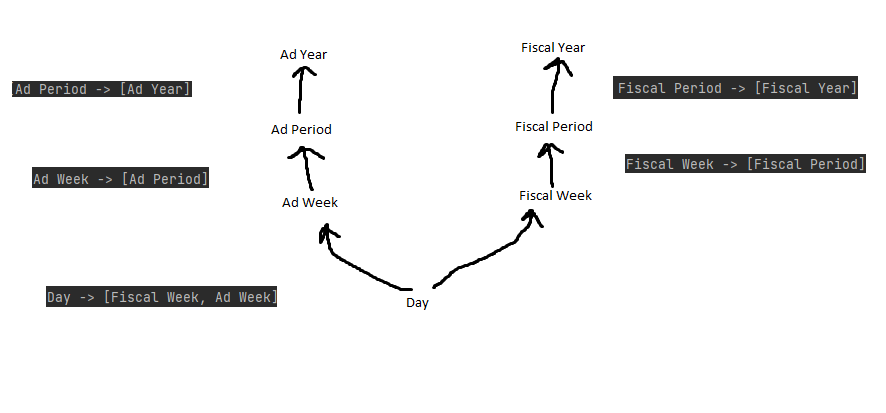 Ad Year
Fiscal Year
Ad Period -> [Ad Year]
Fiscal Period -> [Fiscal Year]
Ad Period
Fiscal Period
Ad Week -> [Ad Period]
Fiscal Week -> [Fiscal Period]
Ad Week
Fiscal Week
Day -> [Fiscal Week, Ad Week]
Day